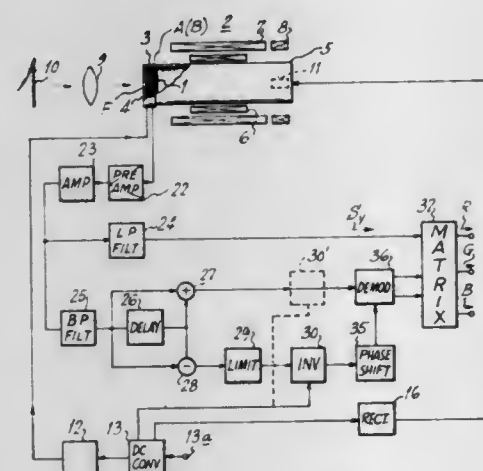 A(B) 2 7 8
3
5
10 9
11
F 4 1
6
23
AMP
PRE AMP
22
24
LP FILT
Sv
32
R
MATRIX
G
B
27
30'
36
DEMOD
25
26
BP FILT
DELAY
+
29
30
35
−
28
LIMIT
INV
PHASE SHIFT
16
RECT
12
13
DC CONV
13a